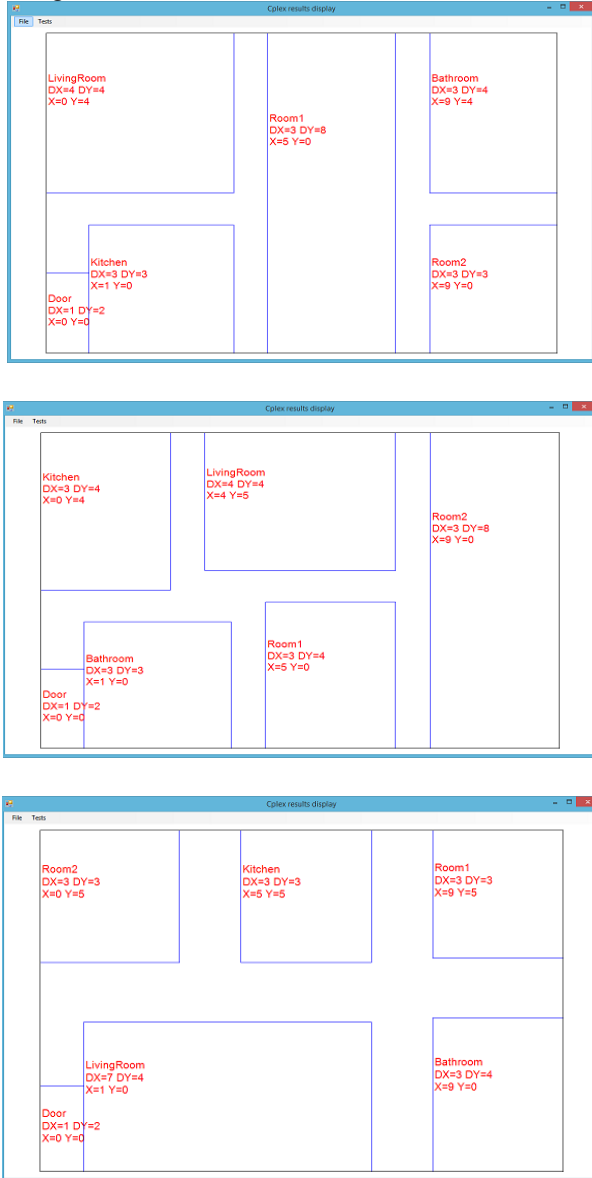 Cplex results display
File Tests
LivingRoom
DX=4 DY=4
X=0 Y=4
Room1
DX=3 DY=8
X=5 Y=0
Bathroom
DX=3 DY=4
X=9 Y=4
Kitchen
DX=3 DY=3
X=1 Y=0
Room2
DX=3 DY=3
X=9 Y=0
Door
DX=1 DY=2
X=0 Y=0
Cplex results display
File Tests
Kitchen
DX=3 DY=4
X=0 Y=4
LivingRoom
DX=4 DY=4
X=4 Y=5
Room2
DX=3 DY=8
X=9 Y=0
Bathroom
DX=3 DY=3
X=1 Y=0
Room1
DX=3 DY=4
X=5 Y=0
Door
DX=1 DY=2
X=0 Y=0
Cplex results display
File Tests
Room2
DX=3 DY=3
X=0 Y=5
Kitchen
DX=3 DY=3
X=5 Y=5
Room1
DX=3 DY=3
X=9 Y=5
LivingRoom
DX=7 DY=4
X=1 Y=0
Bathroom
DX=3 DY=4
X=9 Y=0
Door
DX=1 DY=2
X=0 Y=0